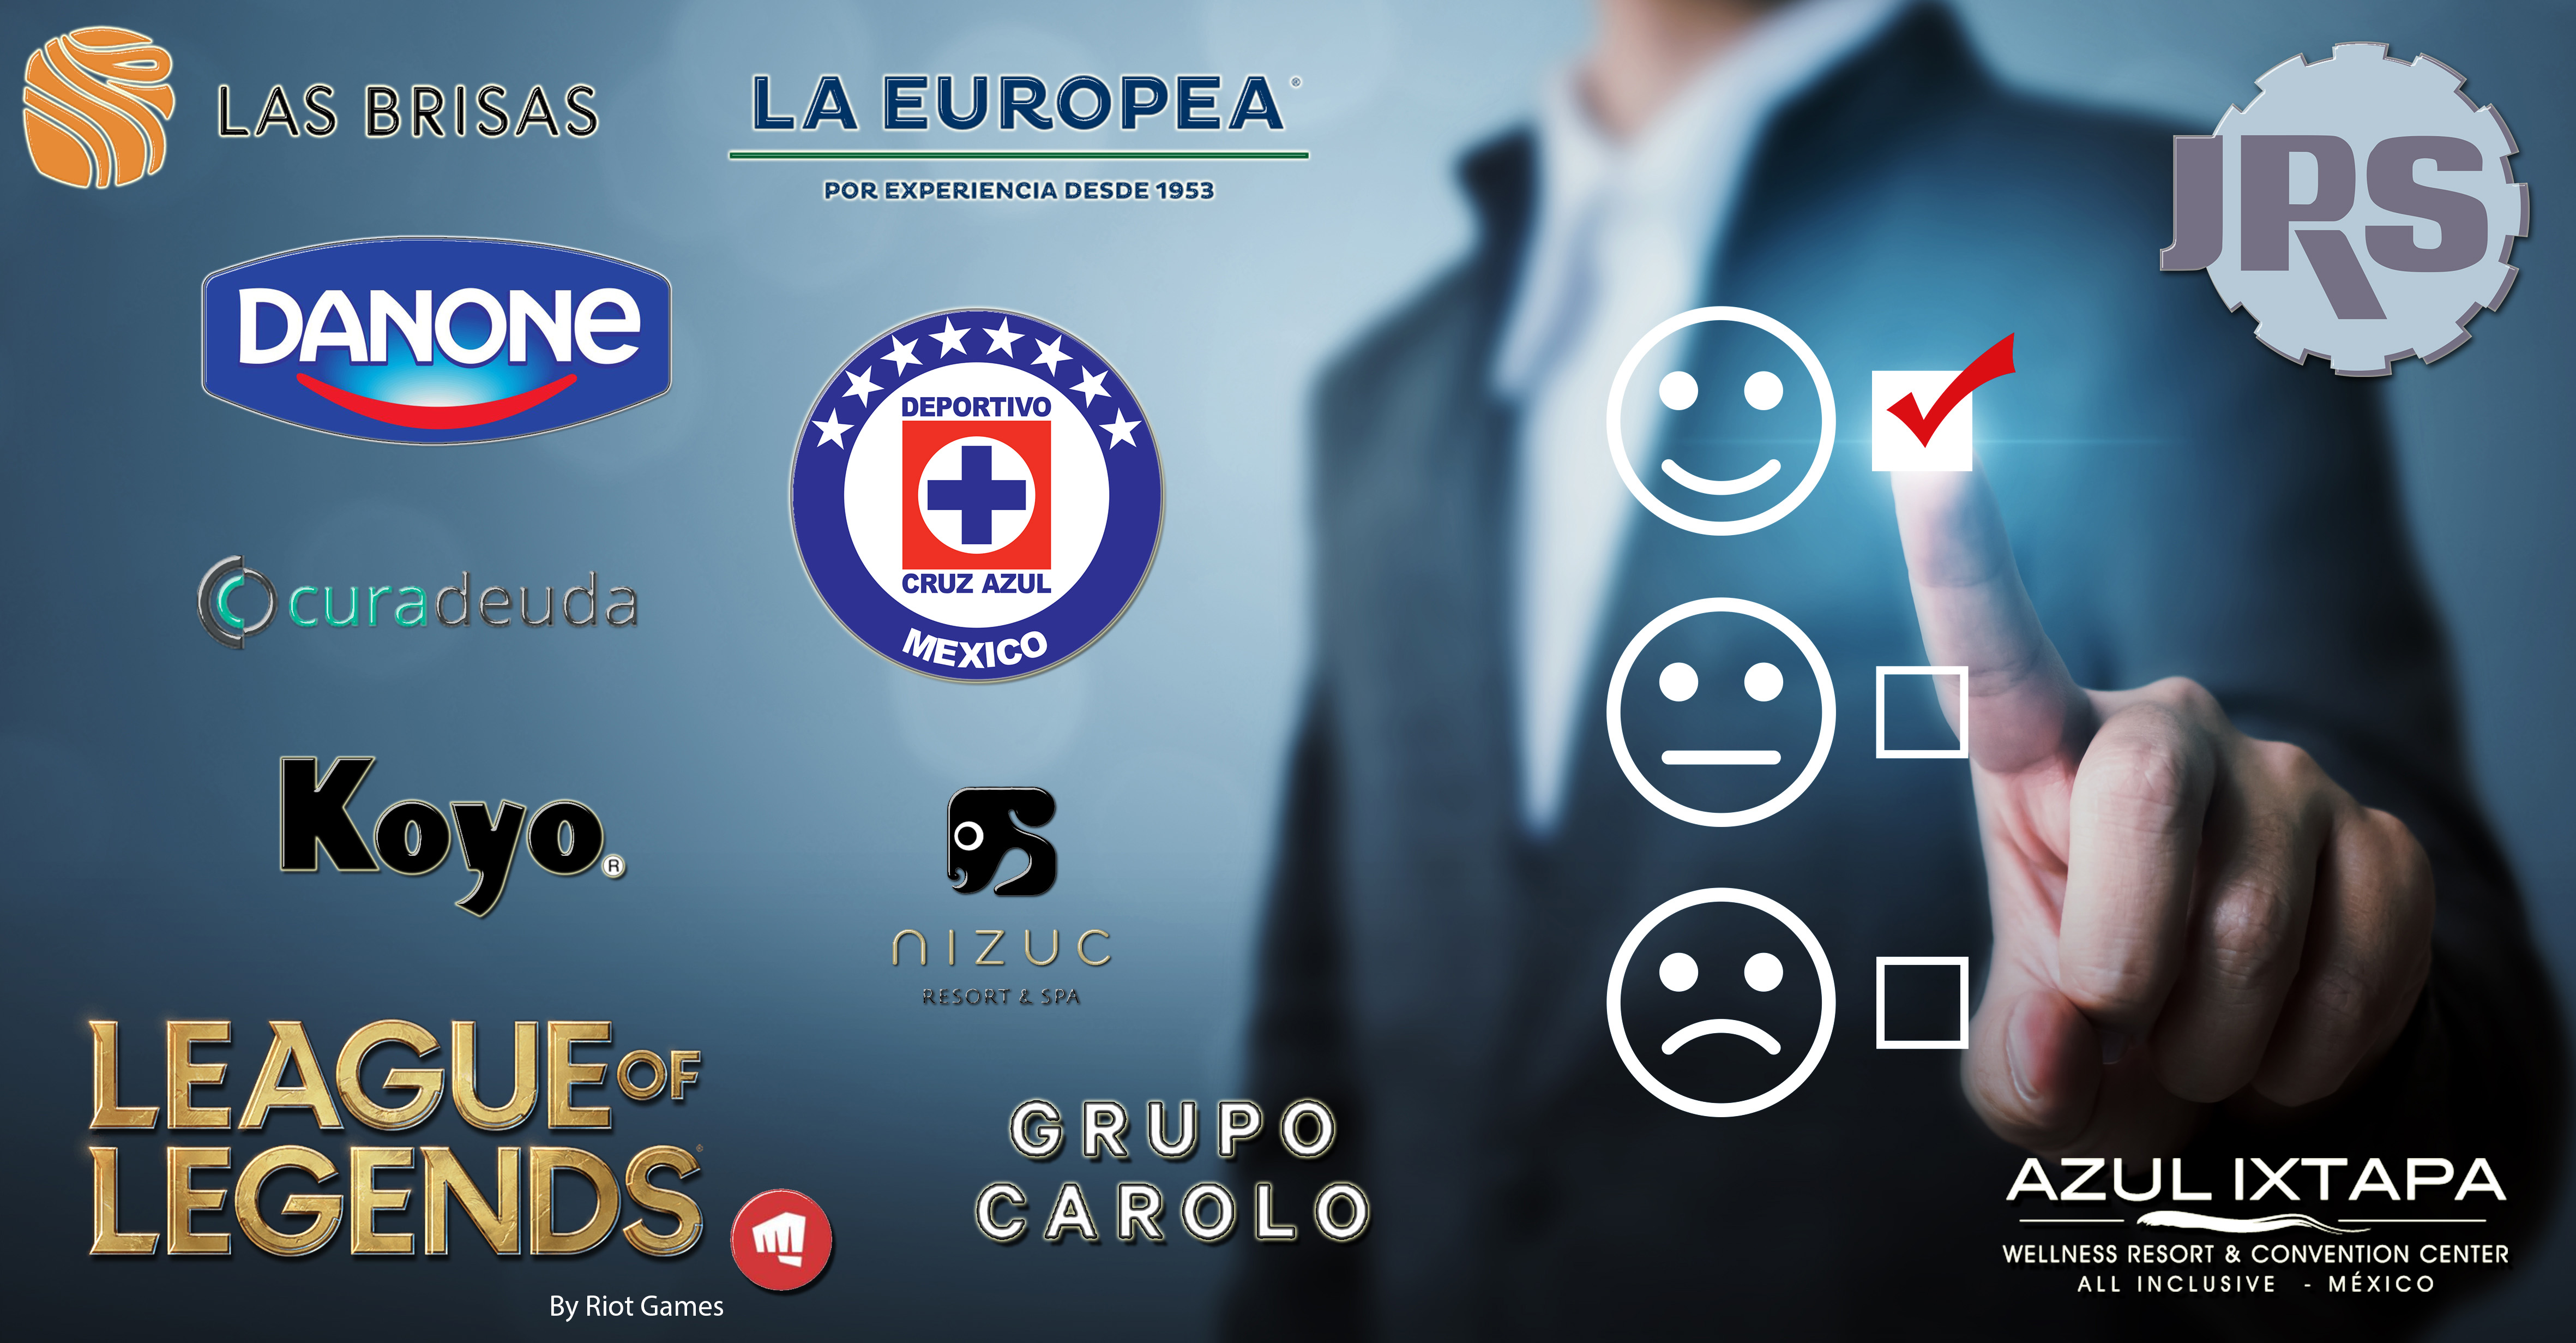 LAS BRISAS
LA EUROPEA®
POR EXPERIENCIA DESDE 1953
JRS
DANONE
DEPORTIVO
CRUZ AZUL
MEXICO
curadeuda
Koyo®
NIZUC
RESORT & SPA
LEAGUE OF
LEGENDS
By Riot Games
GRUPO
CAROLO
AZUL IXTAPA
WELLNESS RESORT & CONVENTION CENTER
ALL INCLUSIVE - MÉXICO